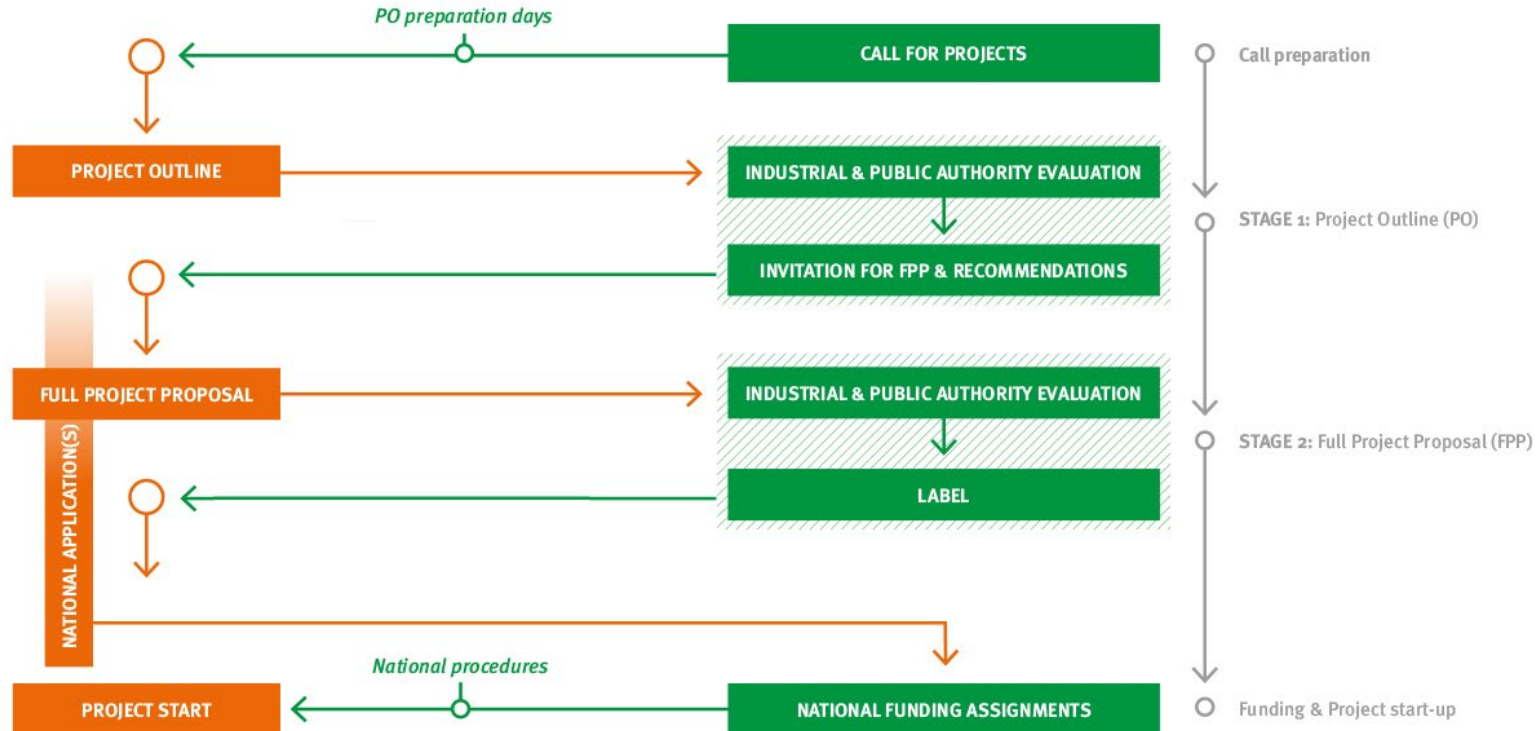 PO preparation days
CALL FOR PROJECTS
Call preparation
PROJECT OUTLINE
INDUSTRIAL & PUBLIC AUTHORITY EVALUATION
STAGE 1: Project Outline (PO)
INVITATION FOR FPP & RECOMMENDATIONS
FULL PROJECT PROPOSAL
INDUSTRIAL & PUBLIC AUTHORITY EVALUATION
STAGE 2: Full Project Proposal (FPP)
LABEL
NATIONAL APPLICATION(S)
National procedures
PROJECT START
NATIONAL FUNDING ASSIGNMENTS
Funding & Project start-up